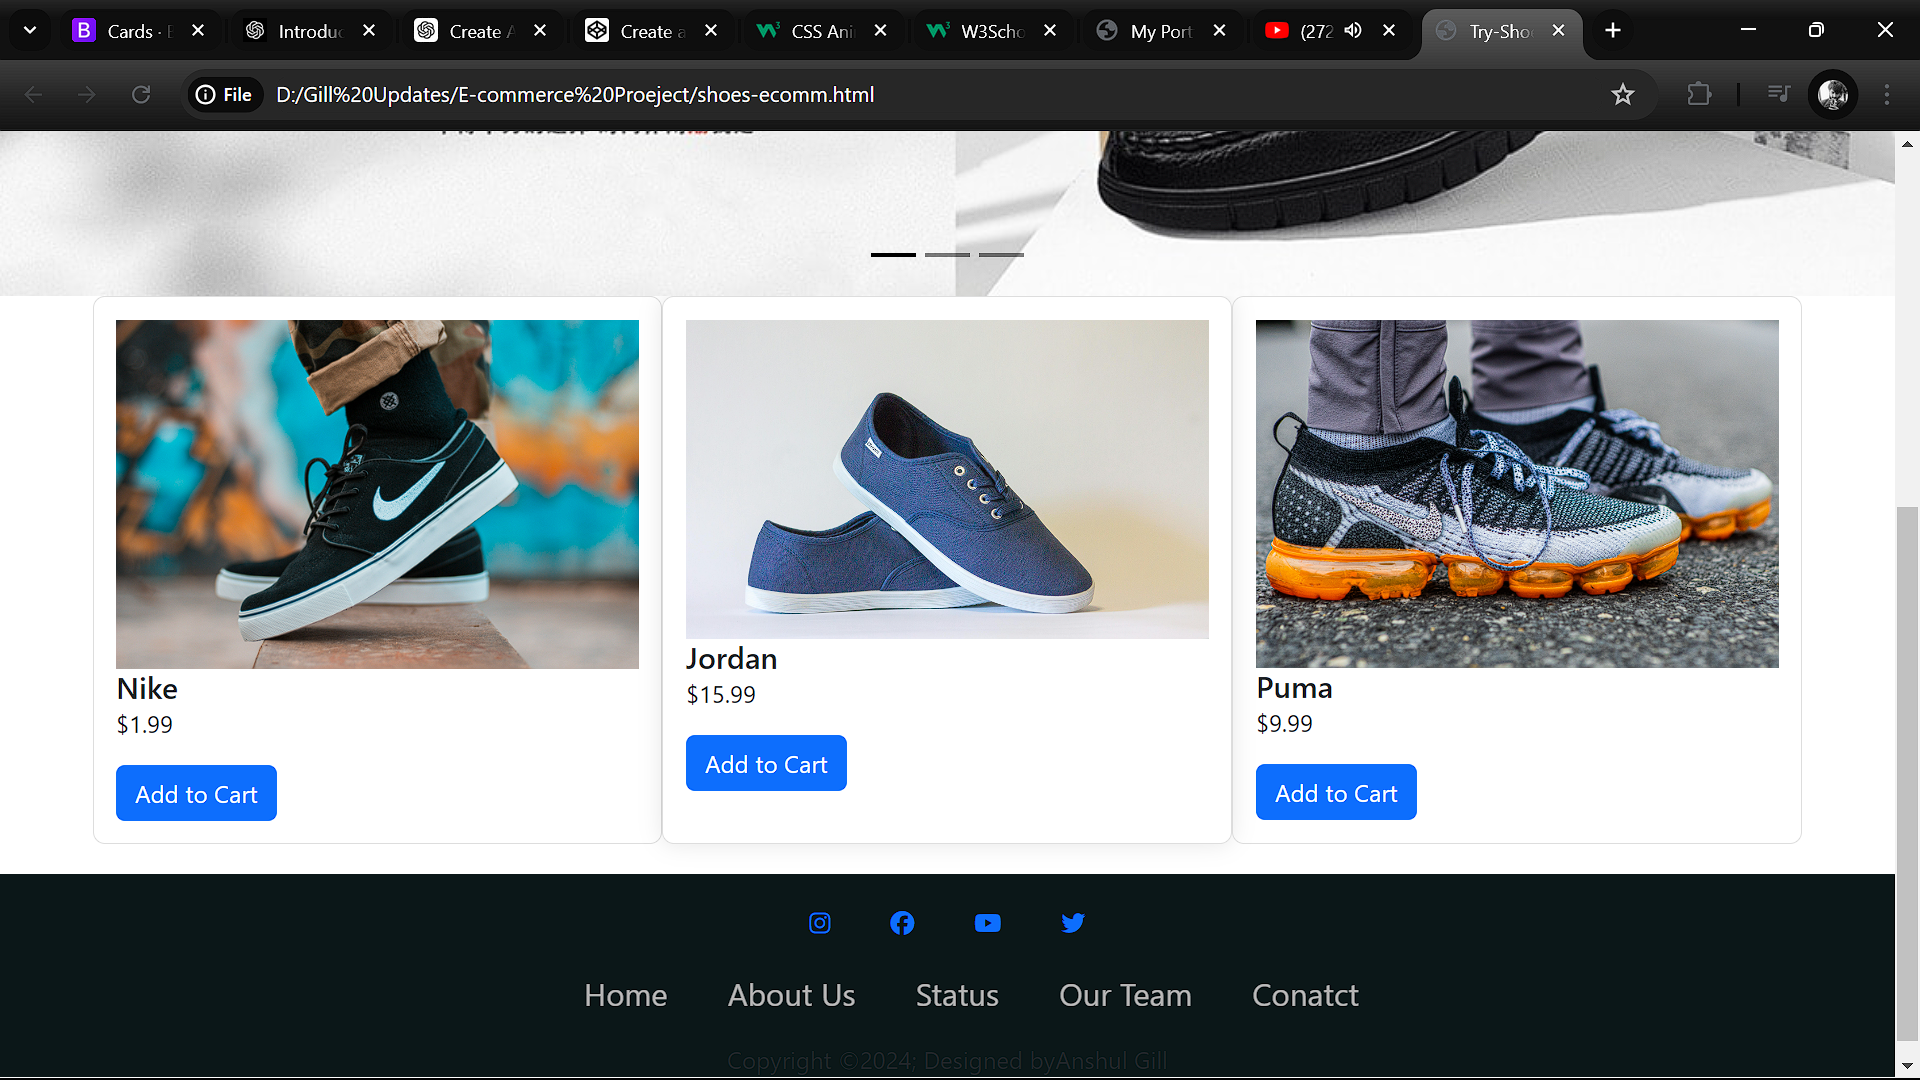 Cards ·
Introdu
Create A
Create a
CSS Ani
W3Scho
My Port
(272
Try-Sho
File
D:/Gill%20Updates/E-commerce%20Proeject/shoes-ecomm.html
Nike
$1.99
Add to Cart
Jordan
$15.99
Add to Cart
Puma
$9.99
Add to Cart
Home
About Us
Status
Our Team
Conatct
Copyright ©2024; Designed byAnshul Gill